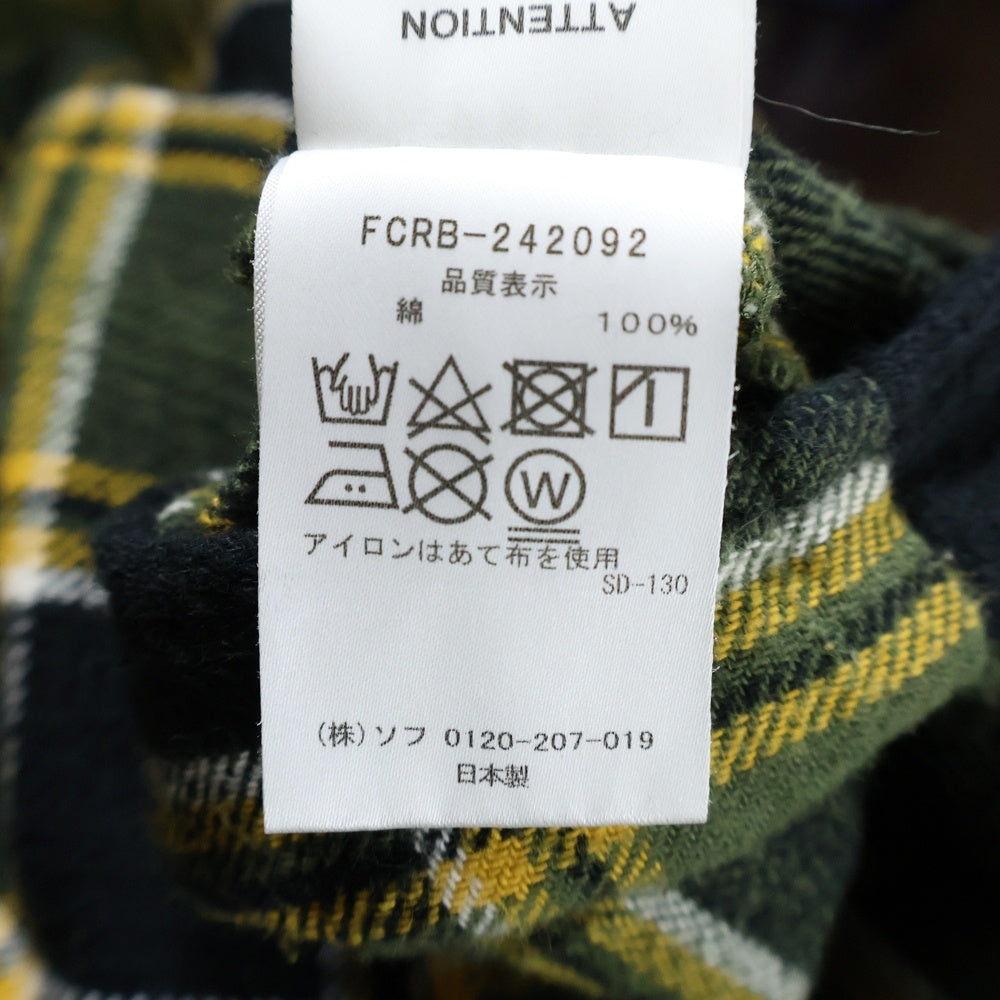 ATTENTION
FCRB-242092
品質表示
綿 100%
W
アイロンはあて布を使用
SD-130
(株)ソフ 0120-207-019
日本製